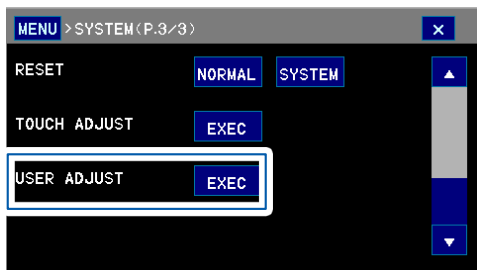 MENU >SYSTEM(P.3/3) ×
RESET NORMAL SYSTEM ▲
TOUCH ADJUST EXEC
USER ADJUST EXEC
▼